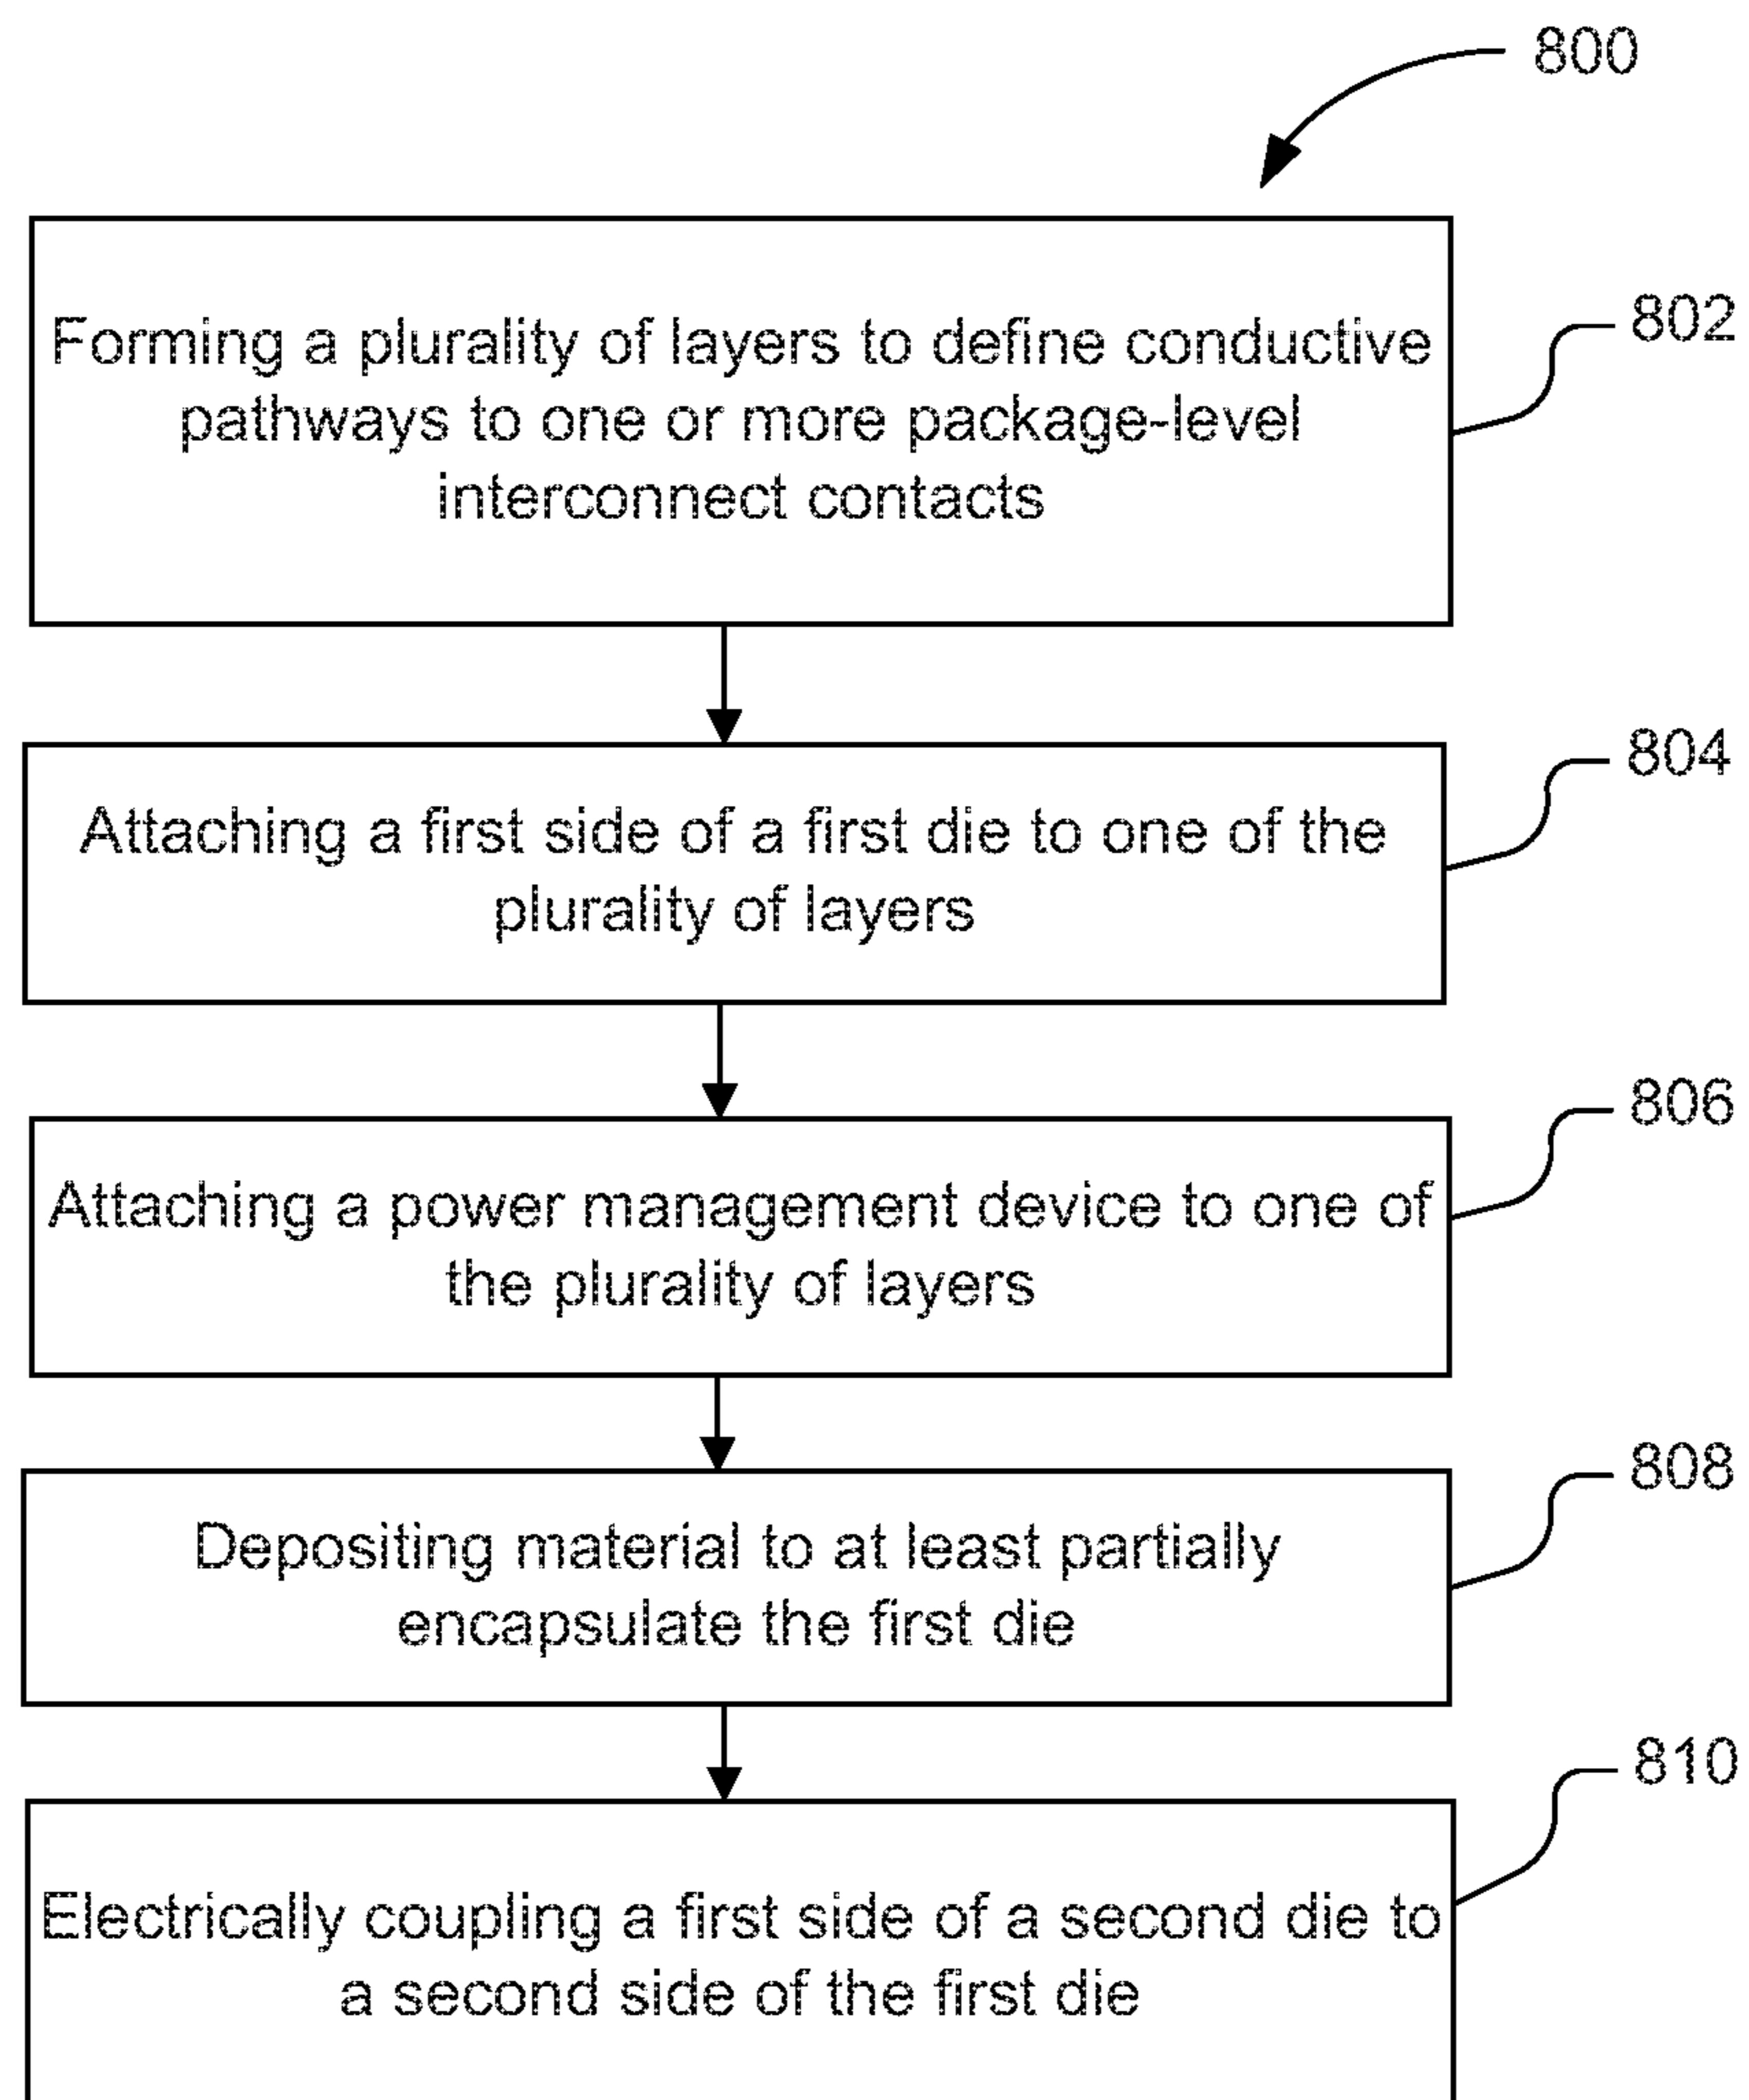 800
Forming a plurality of layers to define conductive
pathways to one or more package-level
interconnect contacts
802
Attaching a first side of a first die to one of the
plurality of layers
804
Attaching a power management device to one of
the plurality of layers
806
Depositing material to at least partially
encapsulate the first die
808
Electrically coupling a first side of a second die to
a second side of the first die
810